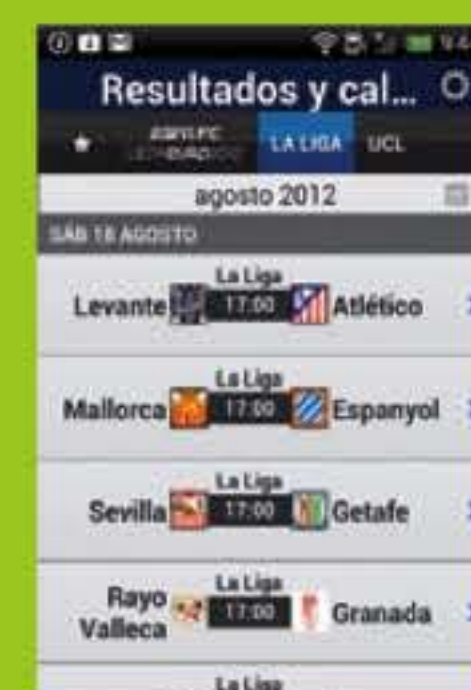 Resultados y cal...
LA LIGA UCL
agosto 2012
SÁB 18 AGOSTO
La Liga
Levante 17:00 Atlético
La Liga
Mallorca 17:00 Espanyol
La Liga
Sevilla 17:00 Getafe
La Liga
Rayo
Valleca 17:00 Granada
La Liga